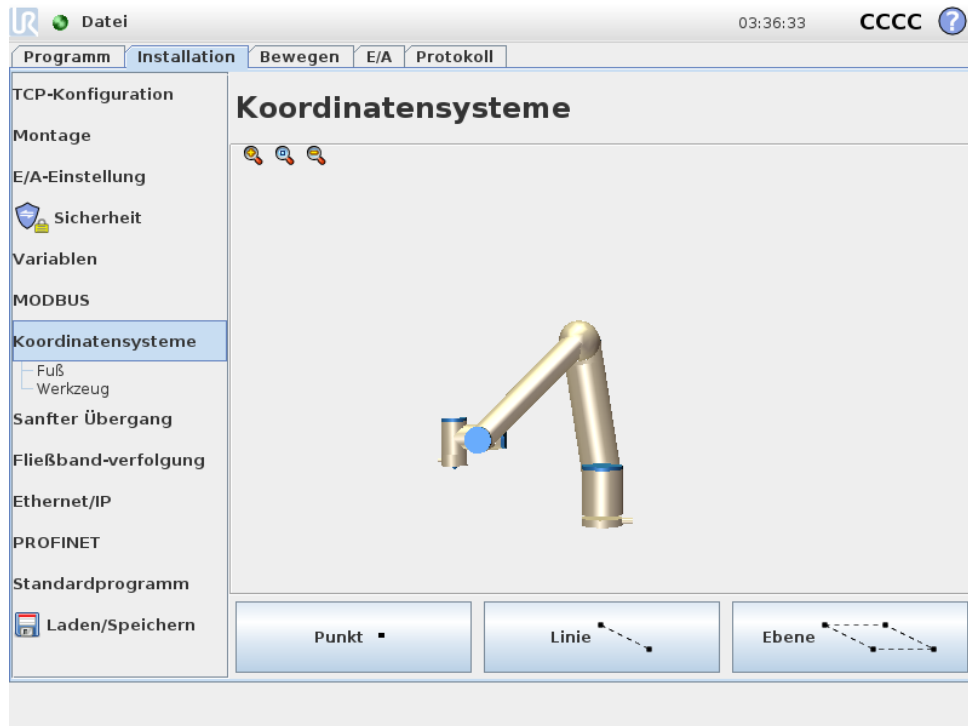 UR Datei 03:36:33 CCCC ?
Programm Installation Bewegen E/A Protokoll
TCP-Konfiguration
Montage
E/A-Einstellung
Sicherheit
Variablen
MODBUS
Koordinatensysteme
Fuß
Werkzeug
Sanfter Übergang
Fließband-verfolgung
Ethernet/IP
PROFINET
Standardprogramm
Laden/Speichern
Koordinatensysteme
Punkt
Linie
Ebene